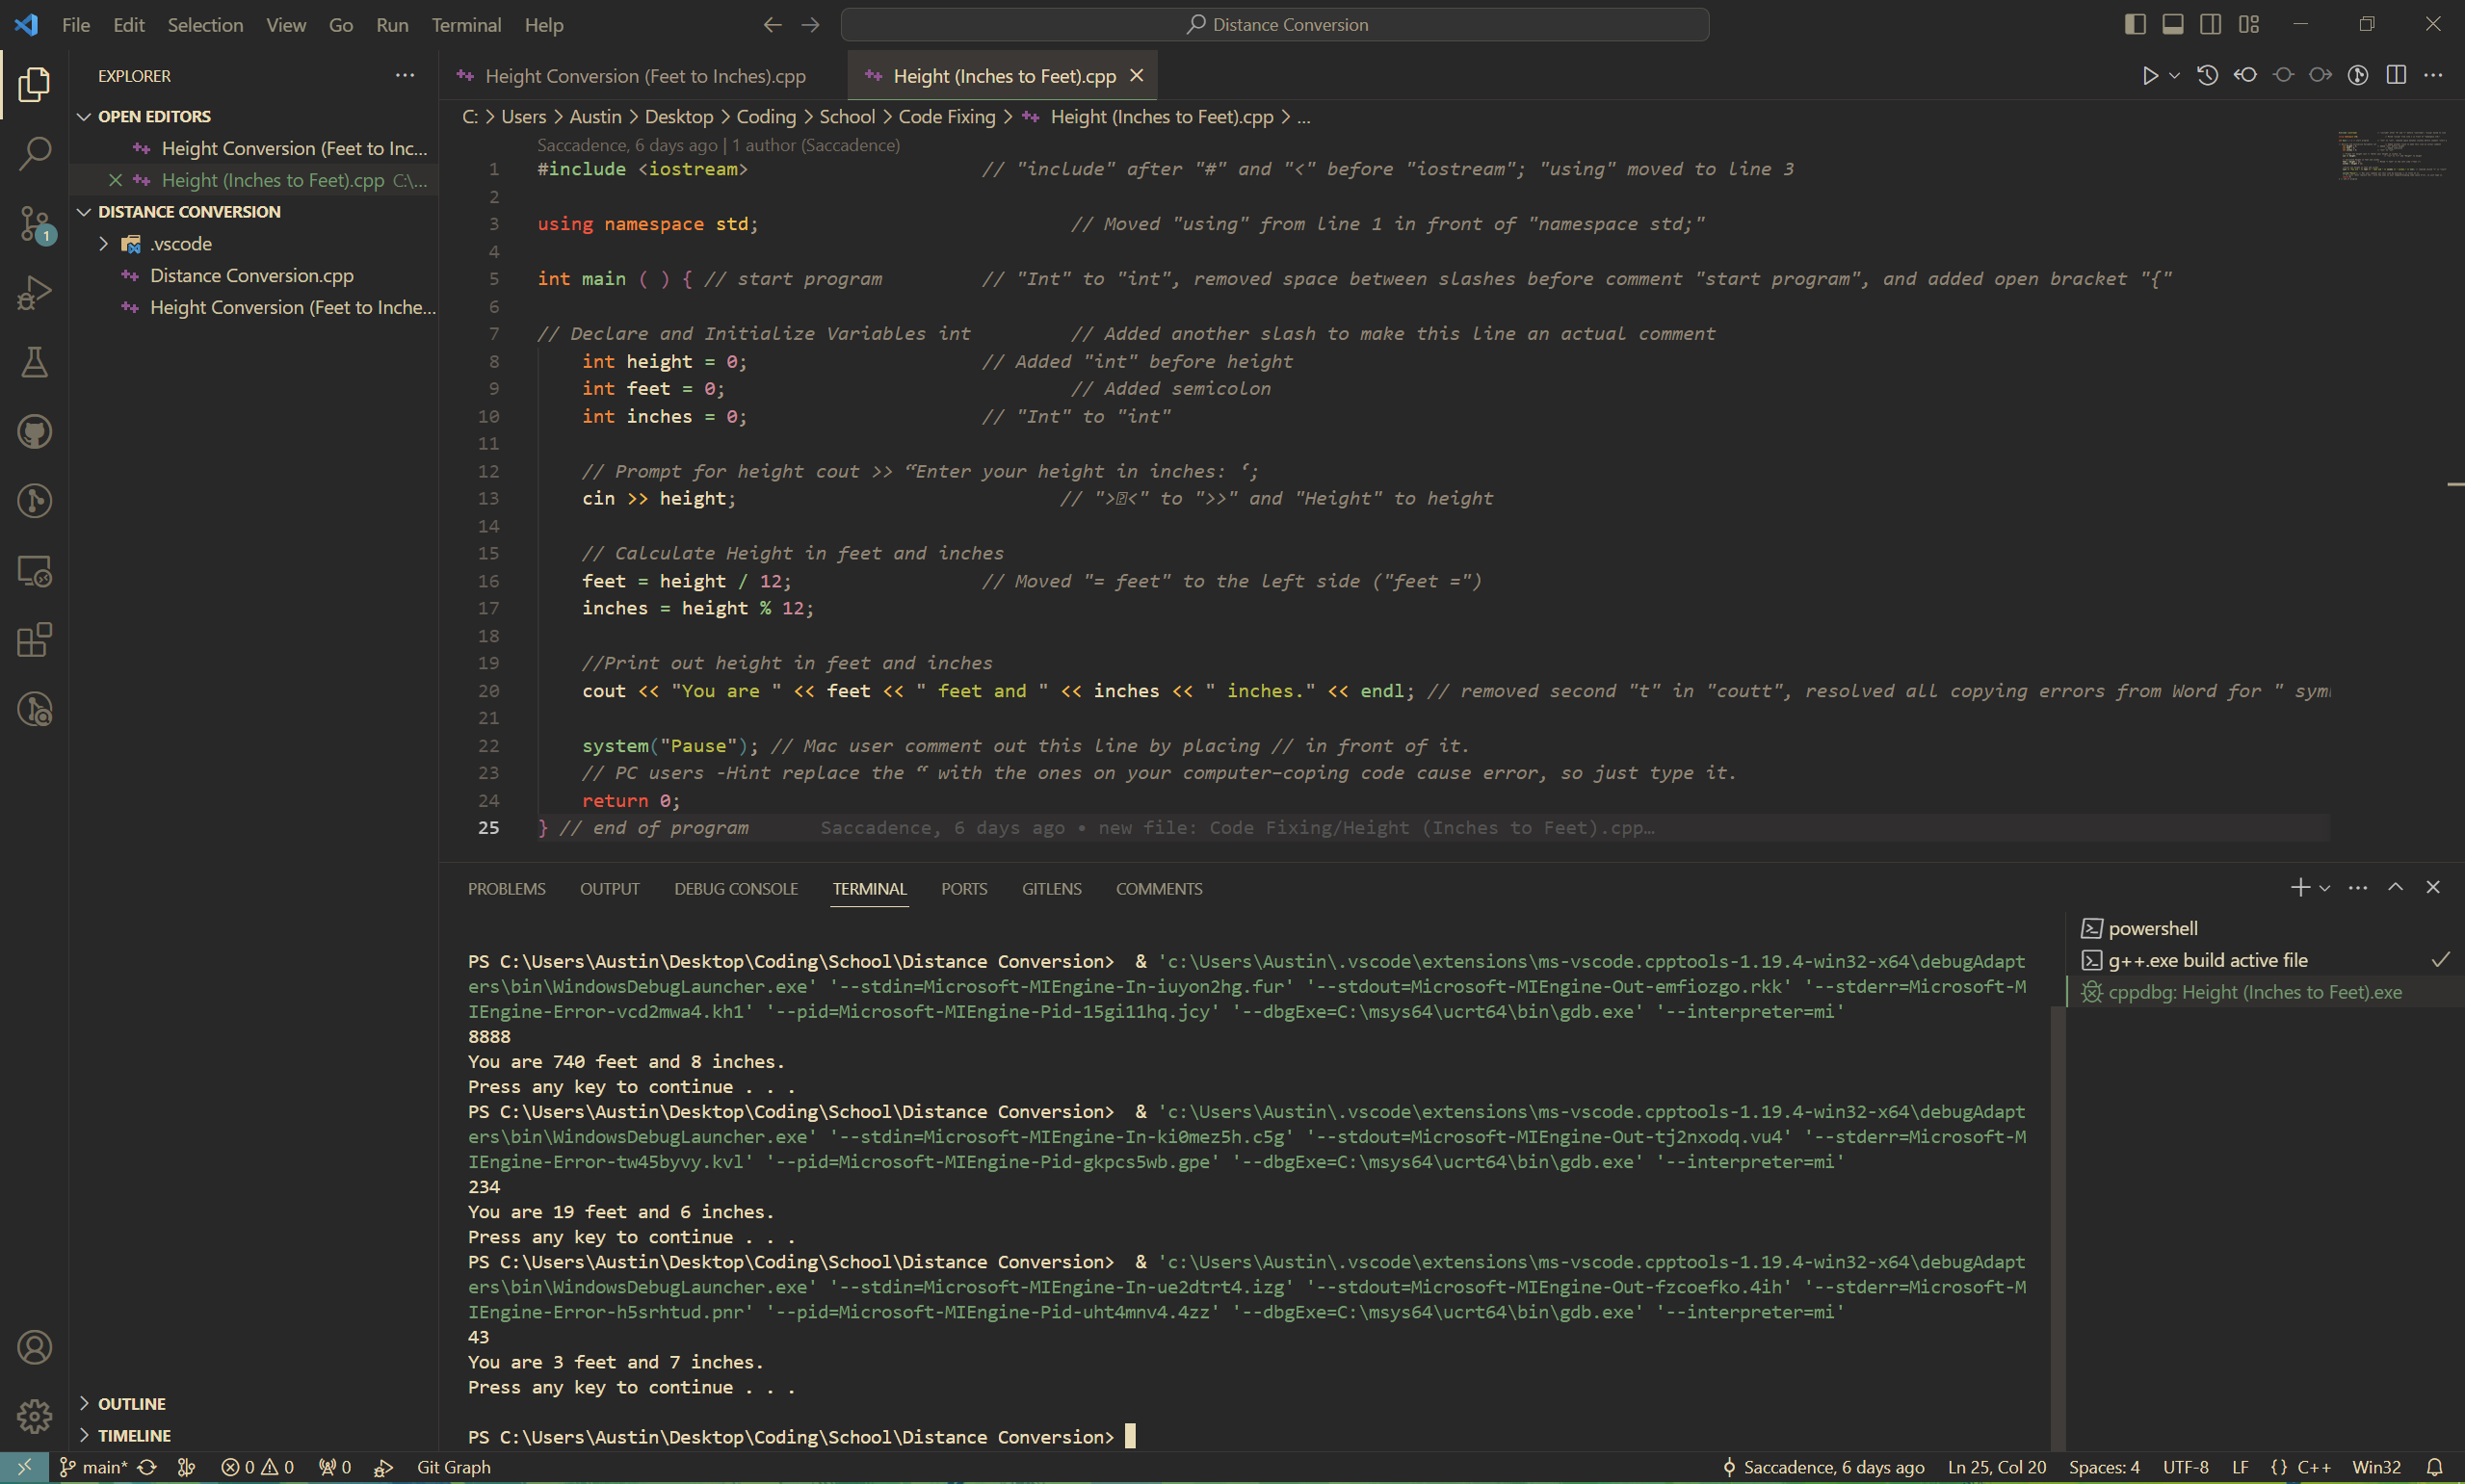 File Edit Selection View Go Run Terminal Help
Distance Conversion
EXPLORER
OPEN EDITORS
Height Conversion (Feet to Inc...
Height (Inches to Feet).cpp C:\...
DISTANCE CONVERSION
.vscode
Distance Conversion.cpp
Height Conversion (Feet to Inche...
OUTLINE
TIMELINE
1
Height Conversion (Feet to Inches).cpp
Height (Inches to Feet).cpp
C: > Users > Austin > Desktop > Coding > School > Code Fixing > Height (Inches to Feet).cpp > ...
Saccadence, 6 days ago | 1 author (Saccadence)
1 #include <iostream> // "include" after "#" and "<" before "iostream"; "using" moved to line 3
2
3 using namespace std; // Moved "using" from line 1 in front of "namespace std;"
4
5 int main ( ) { // start program // "Int" to "int", removed space between slashes before comment "start program", and added open bracket "{"
6
7 // Declare and Initialize Variables int // Added another slash to make this line an actual comment
8 int height = 0; // Added "int" before height
9 int feet = 0; // Added semicolon
10 int inches = 0; // "Int" to "int"
11
12 // Prompt for height cout >> “Enter your height in inches: ‘;
13 cin >> height; // ">&#xFFFD;<" to ">>" and "Height" to height
14
15 // Calculate Height in feet and inches
16 feet = height / 12; // Moved "= feet" to the left side ("feet =")
17 inches = height % 12;
18
19 //Print out height in feet and inches
20 cout << "You are " << feet << " feet and " << inches << " inches." << endl; // removed second "t" in "coutt", resolved all copying errors from Word for " sym
21
22 system("Pause"); // Mac user comment out this line by placing // in front of it.
23 // PC users -Hint replace the “ with the ones on your computer–coping code cause error, so just type it.
24 return 0;
25 } // end of program Saccadence, 6 days ago • new file: Code Fixing/Height (Inches to Feet).cpp…
PROBLEMS OUTPUT DEBUG CONSOLE TERMINAL PORTS GITLENS COMMENTS
PS C:\Users\Austin\Desktop\Coding\School\Distance Conversion> & 'c:\Users\Austin\.vscode\extensions\ms-vscode.cpptools-1.19.4-win32-x64\debugAdapt
ers\bin\WindowsDebugLauncher.exe' '--stdin=Microsoft-MIEngine-In-iuyon2hg.fur' '--stdout=Microsoft-MIEngine-Out-emfiozgo.rkk' '--stderr=Microsoft-M
IEngine-Error-vcd2mwa4.kh1' '--pid=Microsoft-MIEngine-Pid-15gi11hq.jcy' '--dbgExe=C:\msys64\ucrt64\bin\gdb.exe' '--interpreter=mi'
8888
You are 740 feet and 8 inches.
Press any key to continue . . .
PS C:\Users\Austin\Desktop\Coding\School\Distance Conversion> & 'c:\Users\Austin\.vscode\extensions\ms-vscode.cpptools-1.19.4-win32-x64\debugAdapt
ers\bin\WindowsDebugLauncher.exe' '--stdin=Microsoft-MIEngine-In-ki0mez5h.c5g' '--stdout=Microsoft-MIEngine-Out-tj2nxodq.vu4' '--stderr=Microsoft-M
IEngine-Error-tw45byvy.kvl' '--pid=Microsoft-MIEngine-Pid-gkpcs5wb.gpe' '--dbgExe=C:\msys64\ucrt64\bin\gdb.exe' '--interpreter=mi'
234
You are 19 feet and 6 inches.
Press any key to continue . . .
PS C:\Users\Austin\Desktop\Coding\School\Distance Conversion> & 'c:\Users\Austin\.vscode\extensions\ms-vscode.cpptools-1.19.4-win32-x64\debugAdapt
ers\bin\WindowsDebugLauncher.exe' '--stdin=Microsoft-MIEngine-In-ue2dtrt4.izg' '--stdout=Microsoft-MIEngine-Out-fzcoefko.4ih' '--stderr=Microsoft-M
IEngine-Error-h5srhtud.pnr' '--pid=Microsoft-MIEngine-Pid-uht4mnv4.4zz' '--dbgExe=C:\msys64\ucrt64\bin\gdb.exe' '--interpreter=mi'
43
You are 3 feet and 7 inches.
Press any key to continue . . .
PS C:\Users\Austin\Desktop\Coding\School\Distance Conversion>
powershell
g++.exe build active file
cppdbg: Height (Inches to Feet).exe
main* 0 0 0 Git Graph Saccadence, 6 days ago Ln 25, Col 20 Spaces: 4 UTF-8 LF {} C++ Win32